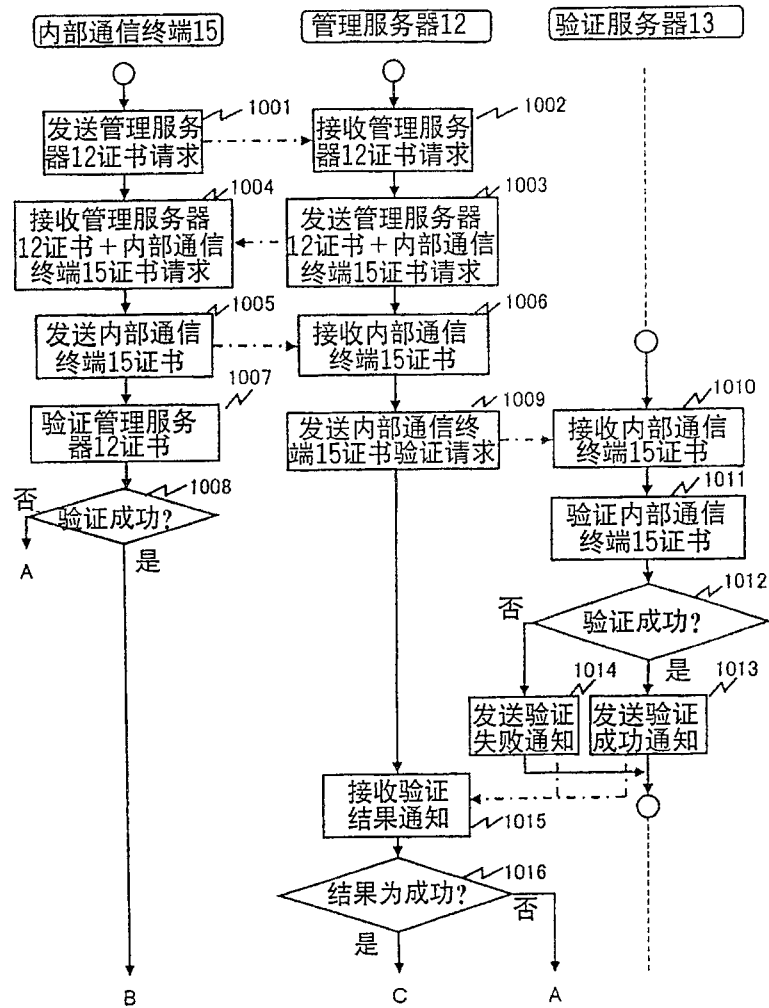 内部通信终端15
管理服务器12
验证服务器13
1001
发送管理服务
器12证书请求
1002
接收管理服务
器12证书请求
1004
接收管理服务器
12证书＋内部通信
终端15证书请求
1003
发送管理服务器
12证书＋内部通信
终端15证书请求
1005
发送内部通信
终端15证书
1006
接收内部通信
终端15证书
1007
验证管理服务
器12证书
1009
发送内部通信终
端15证书验证请求
1010
接收内部通信
终端15证书
1008
验证成功?
否
A
是
1011
验证内部通信
终端15证书
1012
验证成功?
否
是
1014
发送验证
失败通知
1013
发送验证
成功通知
接收验证
结果通知
1015
1016
结果为成功?
否
是
B
C
A